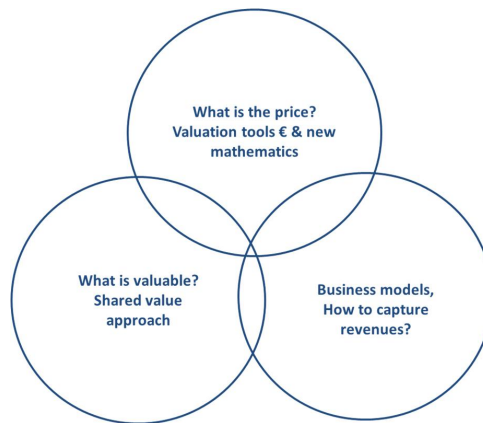 What is the price?
Valuation tools € & new
mathematics
What is valuable?
Shared value
approach
Business models,
How to capture
revenues?